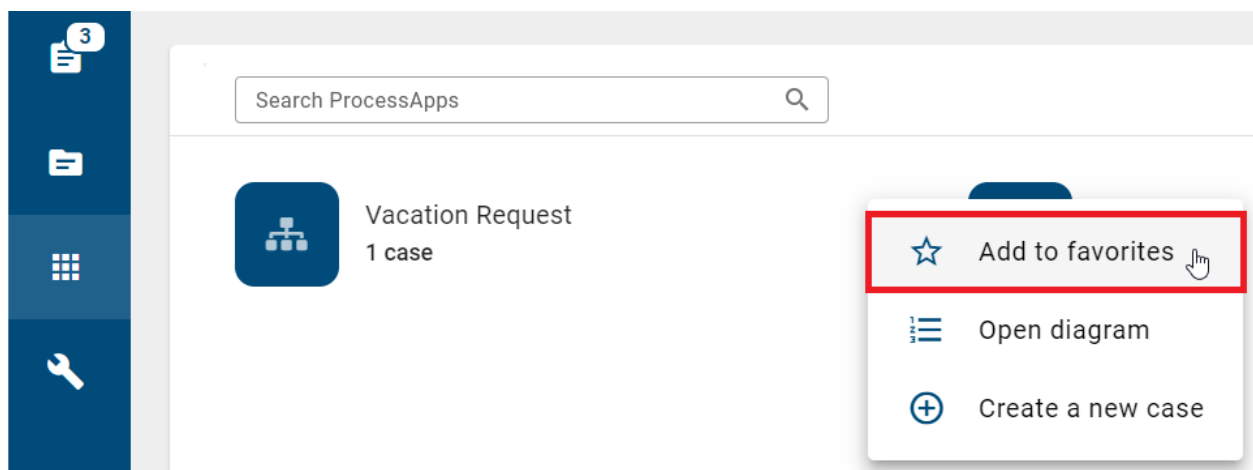 3
Search ProcessApps
Vacation Request
1 case
Add to favorites
Open diagram
Create a new case